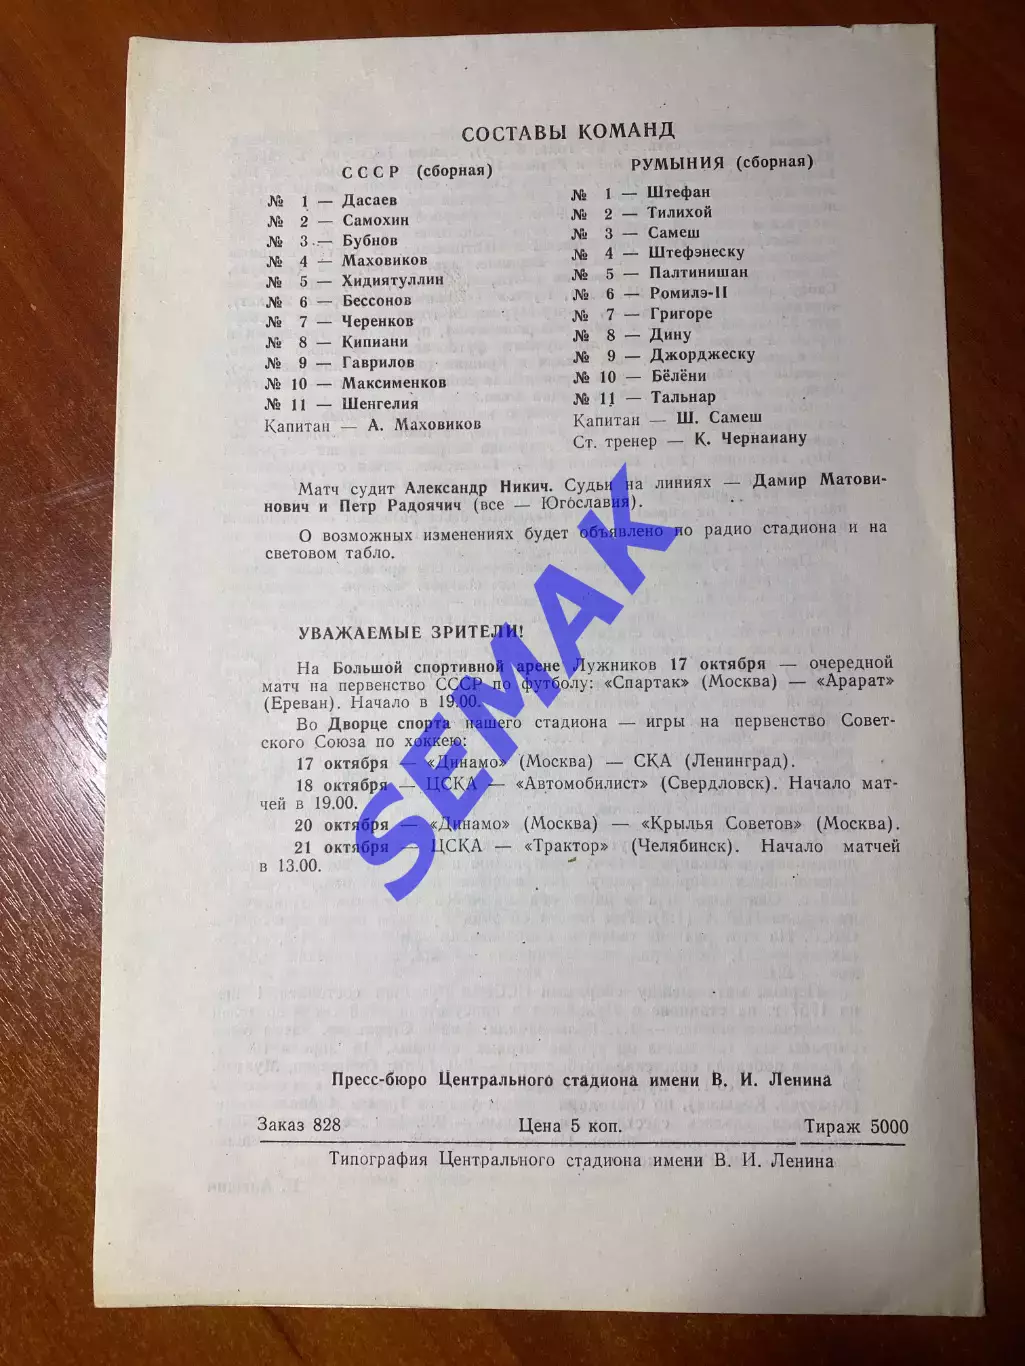 СОСТАВЫ КОМАНД
СССР (сборная)
№ 1 — Дасаев
№ 2 — Самохин
№ 3 — Бубнов
№ 4 — Маховиков
№ 5 — Хидиятуллин
№ 6 — Бессонов
№ 7 — Черенков
№ 8 — Кипиани
№ 9 — Гаврилов
№ 10 — Максименков
№ 11 — Шенгелия
Капитан — А. Маховиков
РУМЫНИЯ (сборная)
№ 1 — Штефан
№ 2 — Тилихой
№ 3 — Самеш
№ 4 — Штефэнеску
№ 5 — Палтинишан
№ 6 — Ромилэ-II
№ 7 — Григоре
№ 8 — Дину
№ 9 — Джорджеску
№ 10 — Бёлёни
№ 11 — Тальнар
Капитан — Ш. Самеш
Ст. тренер — К. Чернаиану
Матч судит Александр Никич. Судьи на линиях — Дамир Матови-
нович и Петр Радоячич (все — Югославия).
О возможных изменениях будет объявлено по радио стадиона и на
световом табло.
УВАЖАЕМЫЕ ЗРИТЕЛИ!
На Большой спортивной арене Лужников 17 октября — очередной
матч на первенство СССР по футболу: «Спартак» (Москва) — «Арарат»
(Ереван). Начало в 19.00.
Во Дворце спорта нашего стадиона — игры на первенство Совет-
ского Союза по хоккею:
17 октября — «Динамо» (Москва) — СКА (Ленинград).
18 октября — ЦСКА — «Автомобилист» (Свердловск). Начало мат-
чей в 19.00.
20 октября — «Динамо» (Москва) — «Крылья Советов» (Москва).
21 октября — ЦСКА — «Трактор» (Челябинск). Начало матчей
в 13.00.
SEMAK
Пресс-бюро Центрального стадиона имени В. И. Ленина
Заказ 828 Цена 5 коп. Тираж 5000
Типография Центрального стадиона имени В. И. Ленина